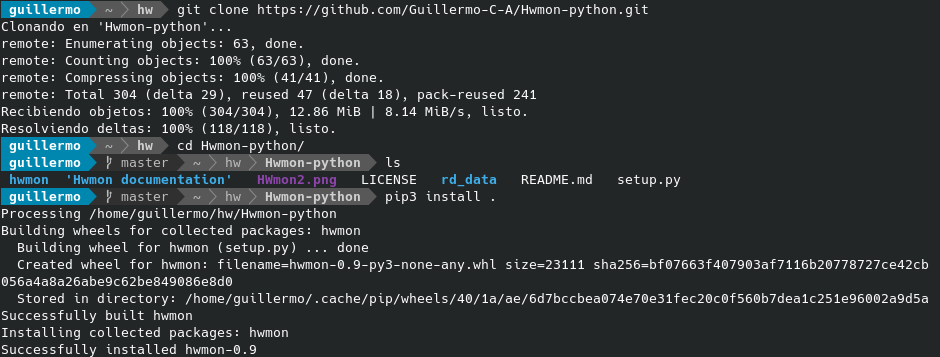 guillermo ~ hw git clone https://github.com/Guillermo-C-A/Hwmon-python.git
Clonando en 'Hwmon-python'...
remote: Enumerating objects: 63, done.
remote: Counting objects: 100% (63/63), done.
remote: Compressing objects: 100% (41/41), done.
remote: Total 304 (delta 29), reused 47 (delta 18), pack-reused 241
Recibiendo objetos: 100% (304/304), 12.86 MiB | 8.14 MiB/s, listo.
Resolviendo deltas: 100% (118/118), listo.
guillermo ~ hw cd Hwmon-python/
guillermo master ~ hw Hwmon-python ls
hwmon 'Hwmon documentation' HWmon2.png LICENSE rd_data README.md setup.py
guillermo master ~ hw Hwmon-python pip3 install .
Processing /home/guillermo/hw/Hwmon-python
Building wheels for collected packages: hwmon
Building wheel for hwmon (setup.py) ... done
Created wheel for hwmon: filename=hwmon-0.9-py3-none-any.whl size=23111 sha256=bf07663f407903af7116b20778727ce42cb
056a4a8a26abe9c62be849086e8d0
Stored in directory: /home/guillermo/.cache/pip/wheels/40/1a/ae/6d7bccbea074e70e31fec20c0f560b7dea1c251e96002a9d5a
Successfully built hwmon
Installing collected packages: hwmon
Successfully installed hwmon-0.9